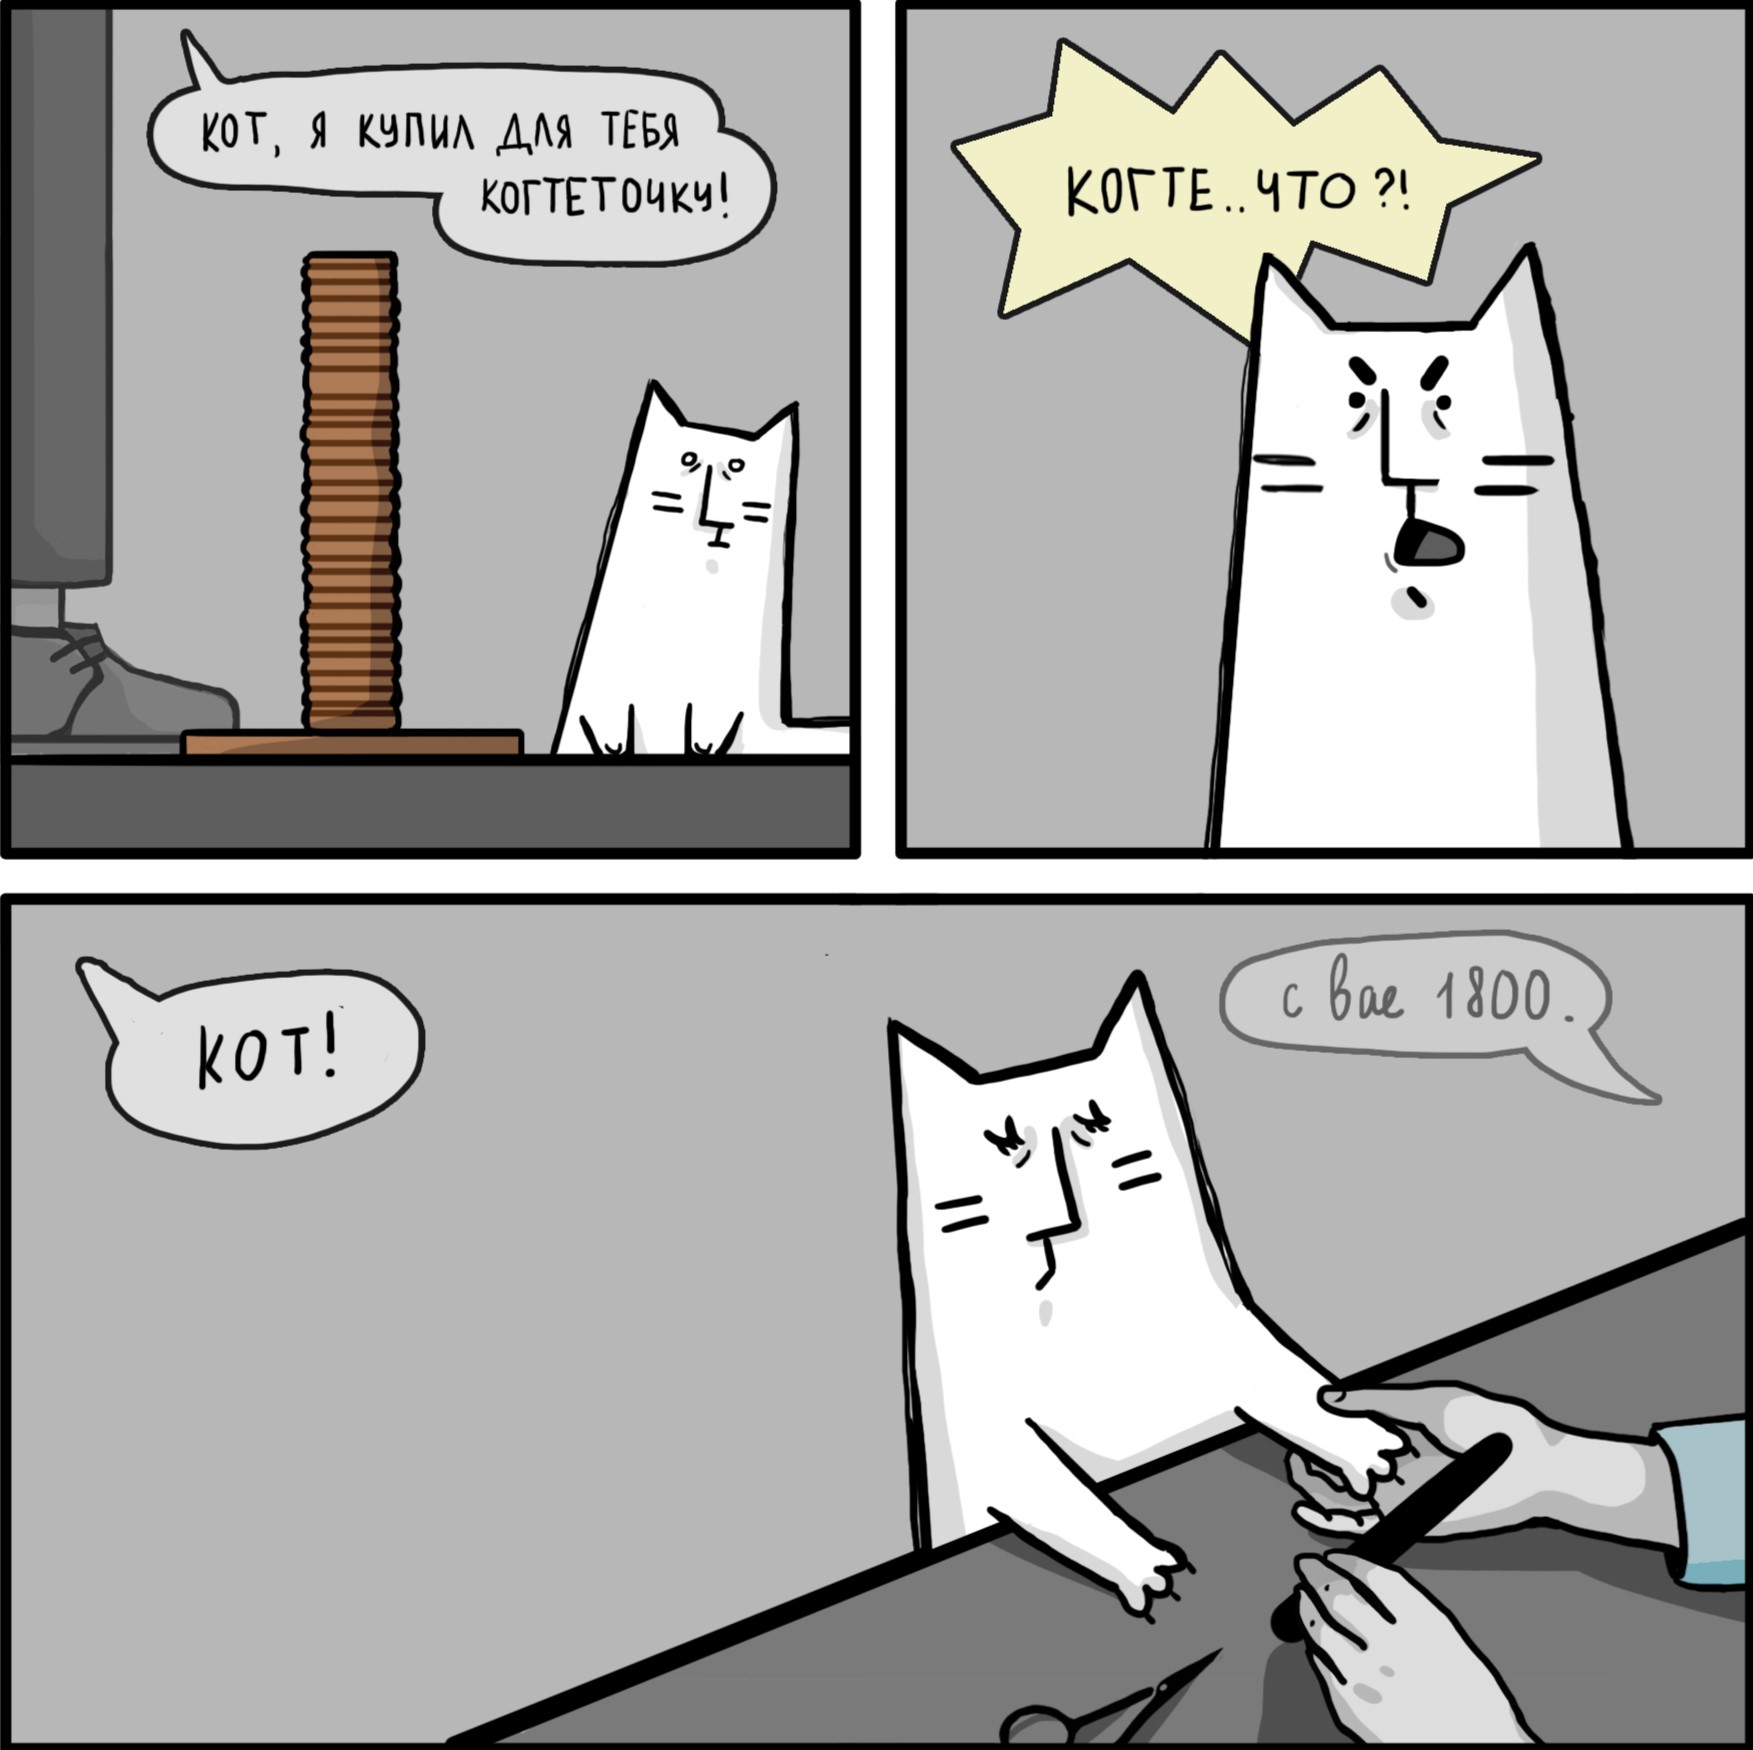 КОТ, Я КУПИЛ ДЛЯ ТЕБЯ
КОГТЕТОЧКУ!
КОГТЕ..ЧТО?!
КОТ!
с вас 1800.